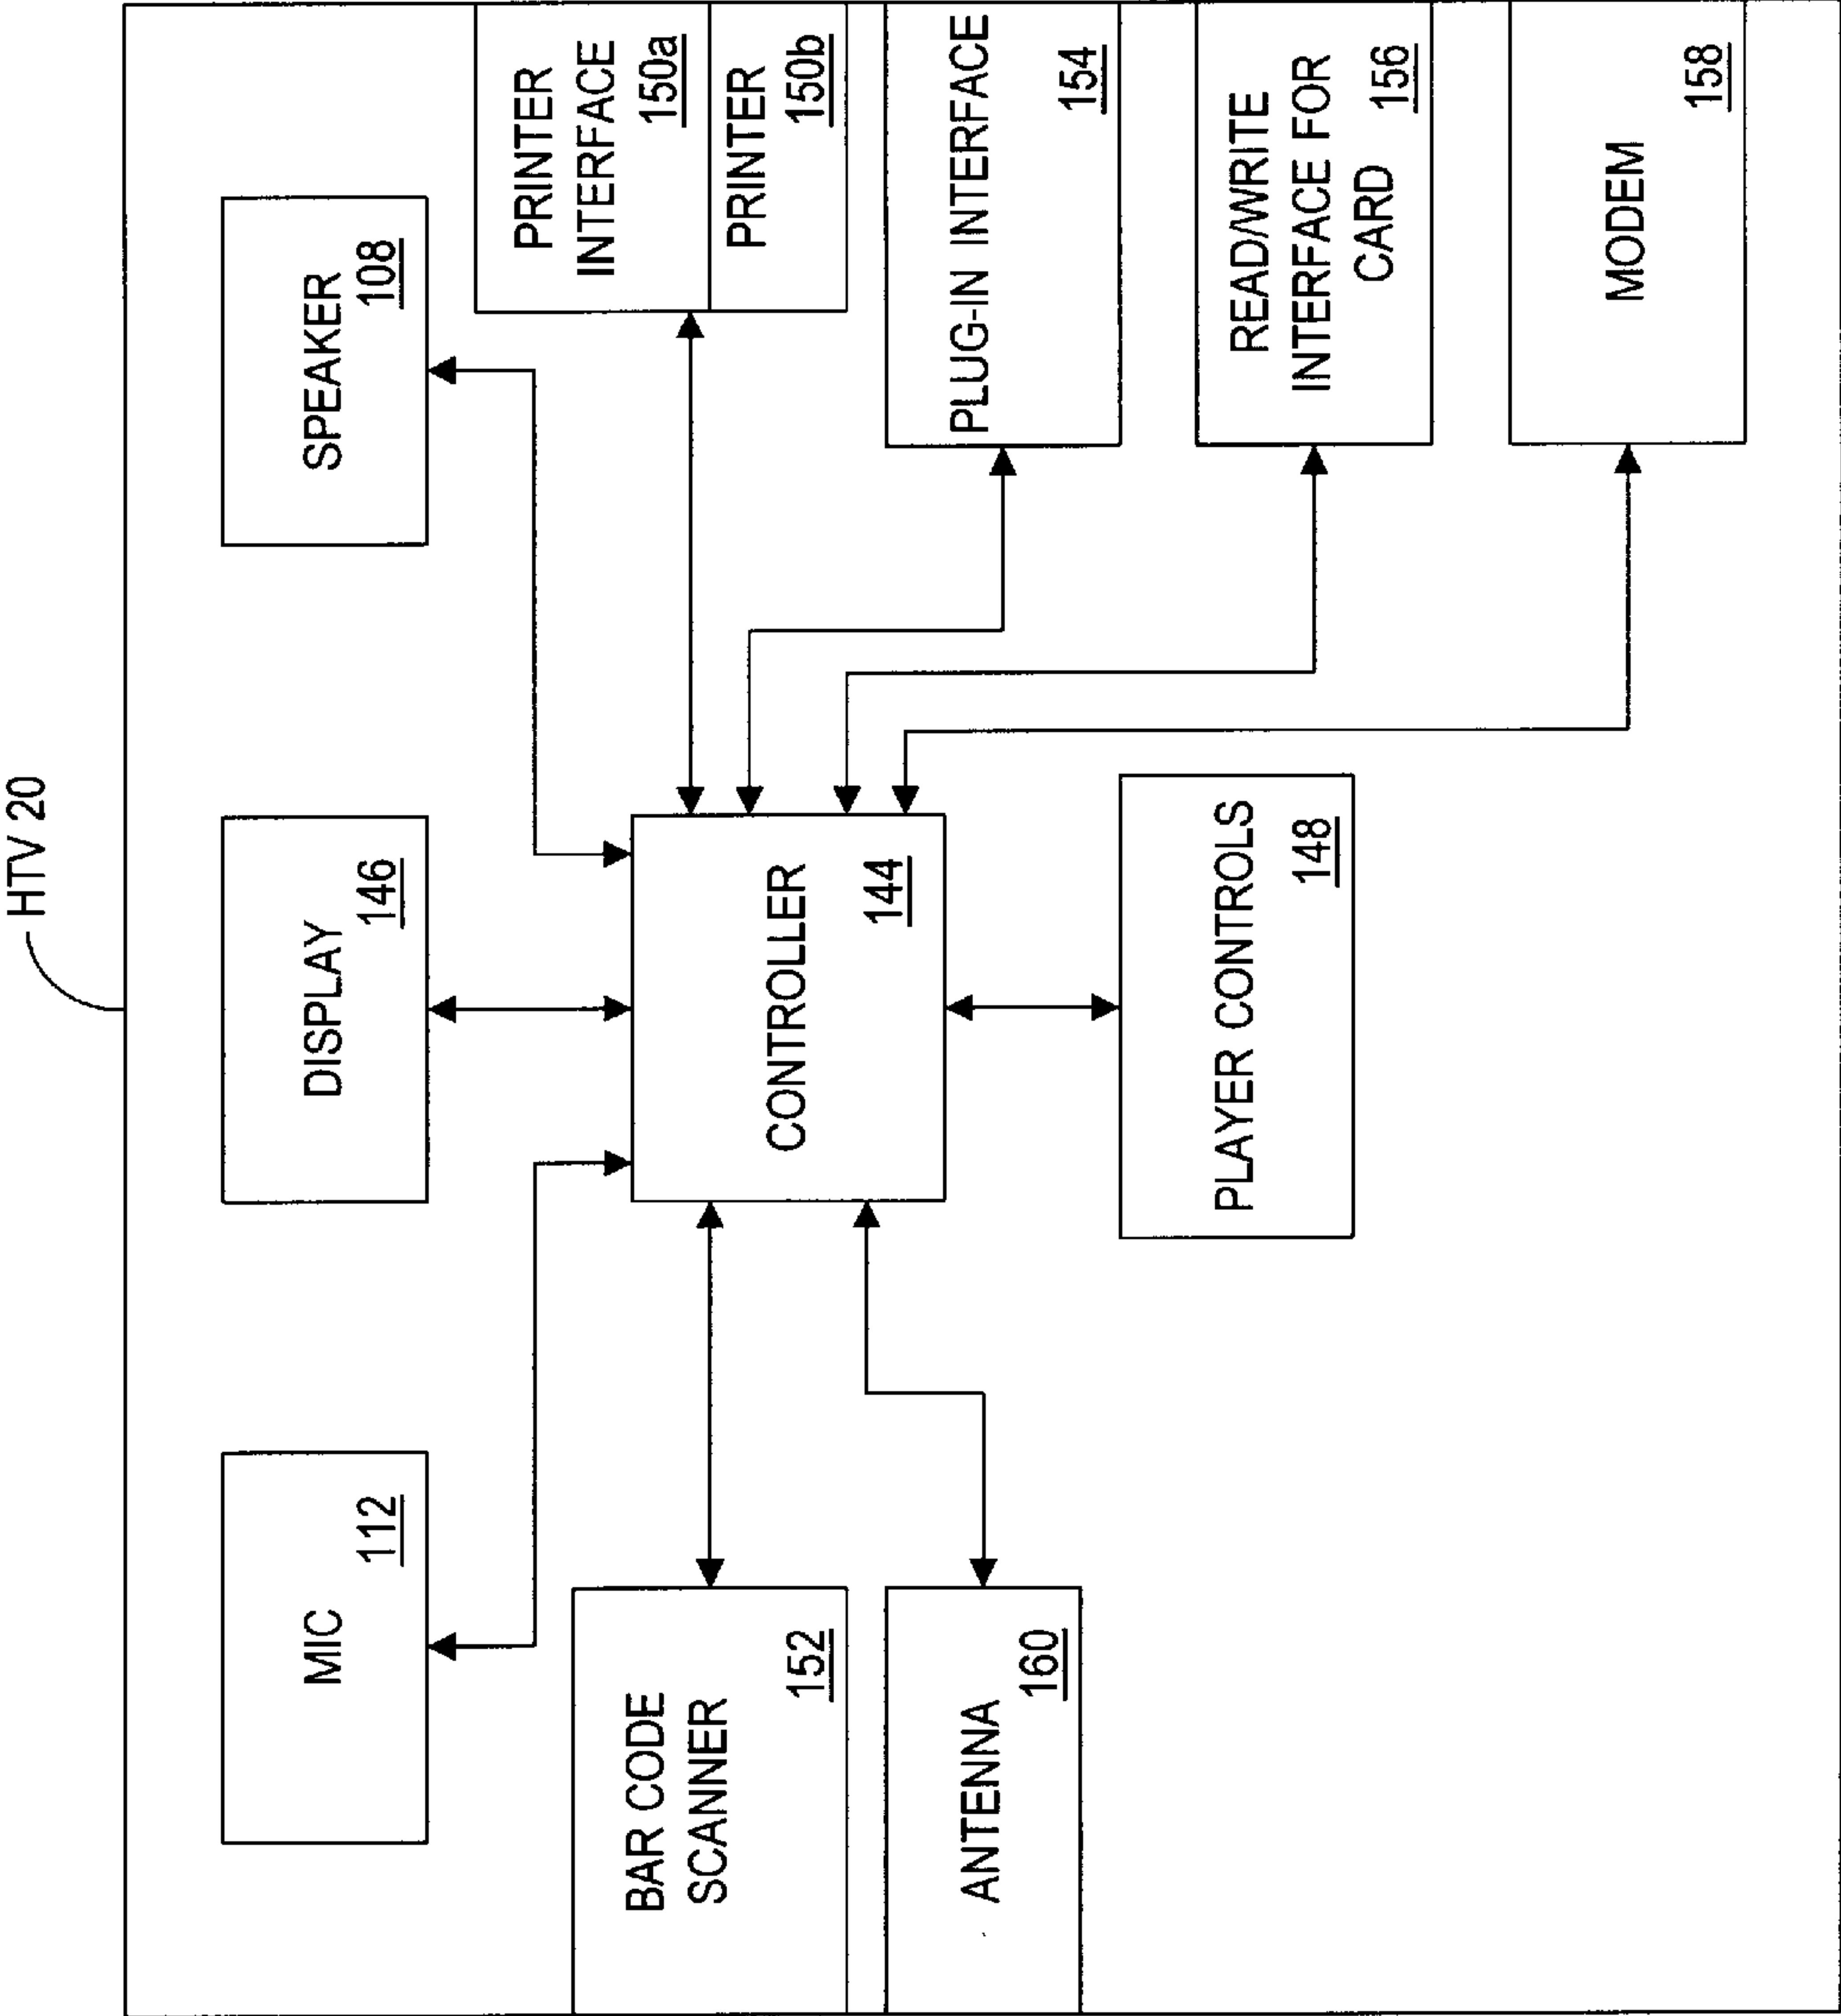 HTV 20
MIC
112
DISPLAY
146
SPEAKER
108
PRINTER
INTERFACE
150a
PRINTER
150b
BAR CODE
SCANNER
152
CONTROLLER
144
PLUG-IN INTERFACE
154
ANTENNA
160
READ/WRITE
INTERFACE FOR
CARD
156
PLAYER CONTROLS
148
MODEM
158